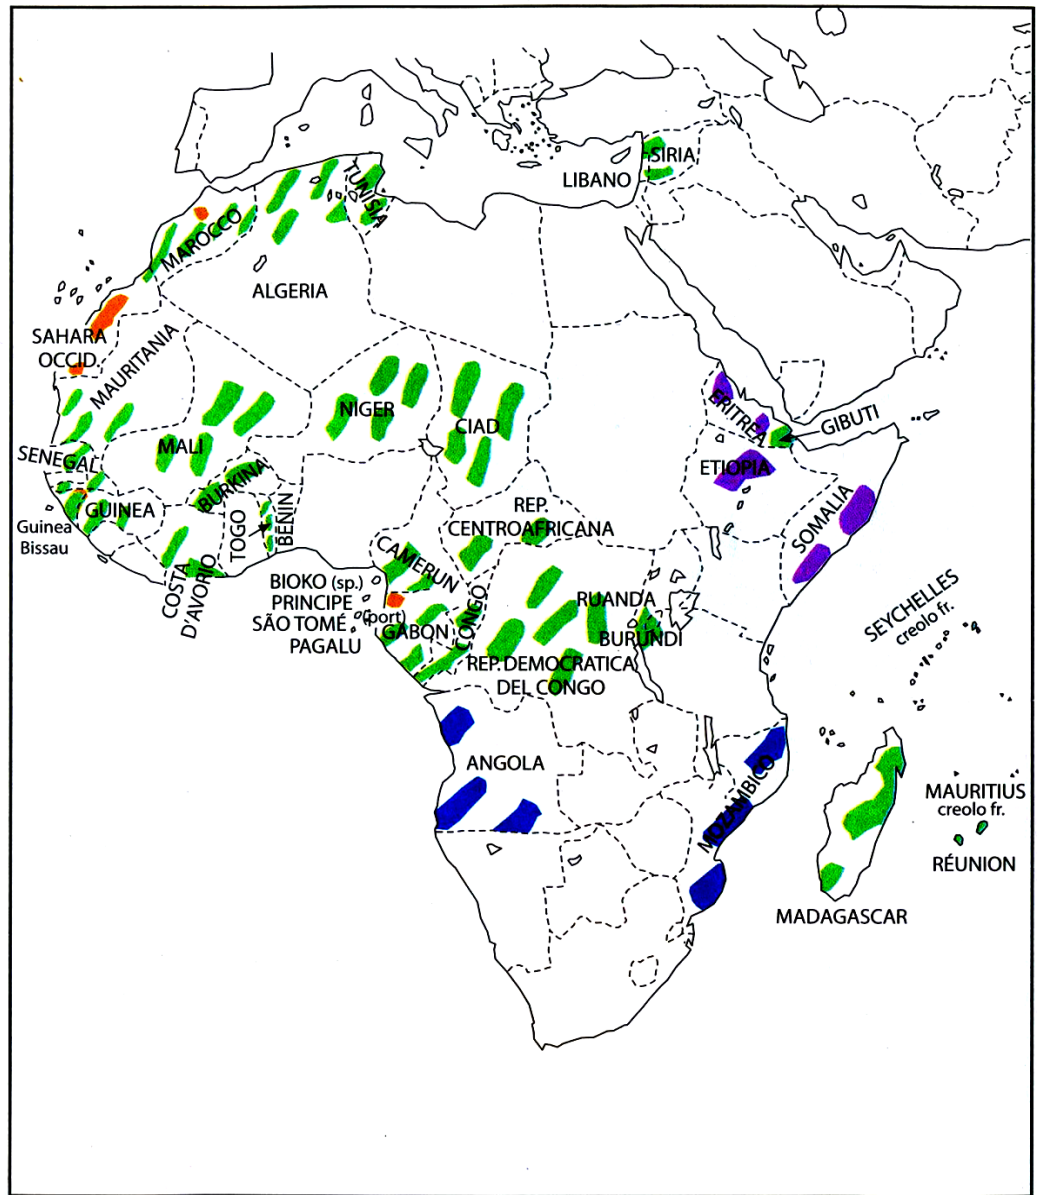 SIRIA
LIBANO
TUNISIA
MAROCCO
ALGERIA
SAHARA
OCCID.
MAURITANIA
NIGER
CIAD
MALI
ERITREA
GIBUTI
ETIOPIA
SOMALIA
SENEGAL
BURKINA
GUINEA
Guinea
Bissau
TOGO
BENIN
COSTA
D'AVORIO
REP.
CENTROAFRICANA
CAMERUN
BIOKO (sp.)
PRINCIPE
SÃO TOMÉ (port)
PAGALU
GABON
CONGO
RUANDA
BURUNDI
REP. DEMOCRATICA
DEL CONGO
SEYCHELLES
creolo fr.
ANGOLA
MOZAMBICO
MAURITIUS
creolo fr.
RÉUNION
MADAGASCAR